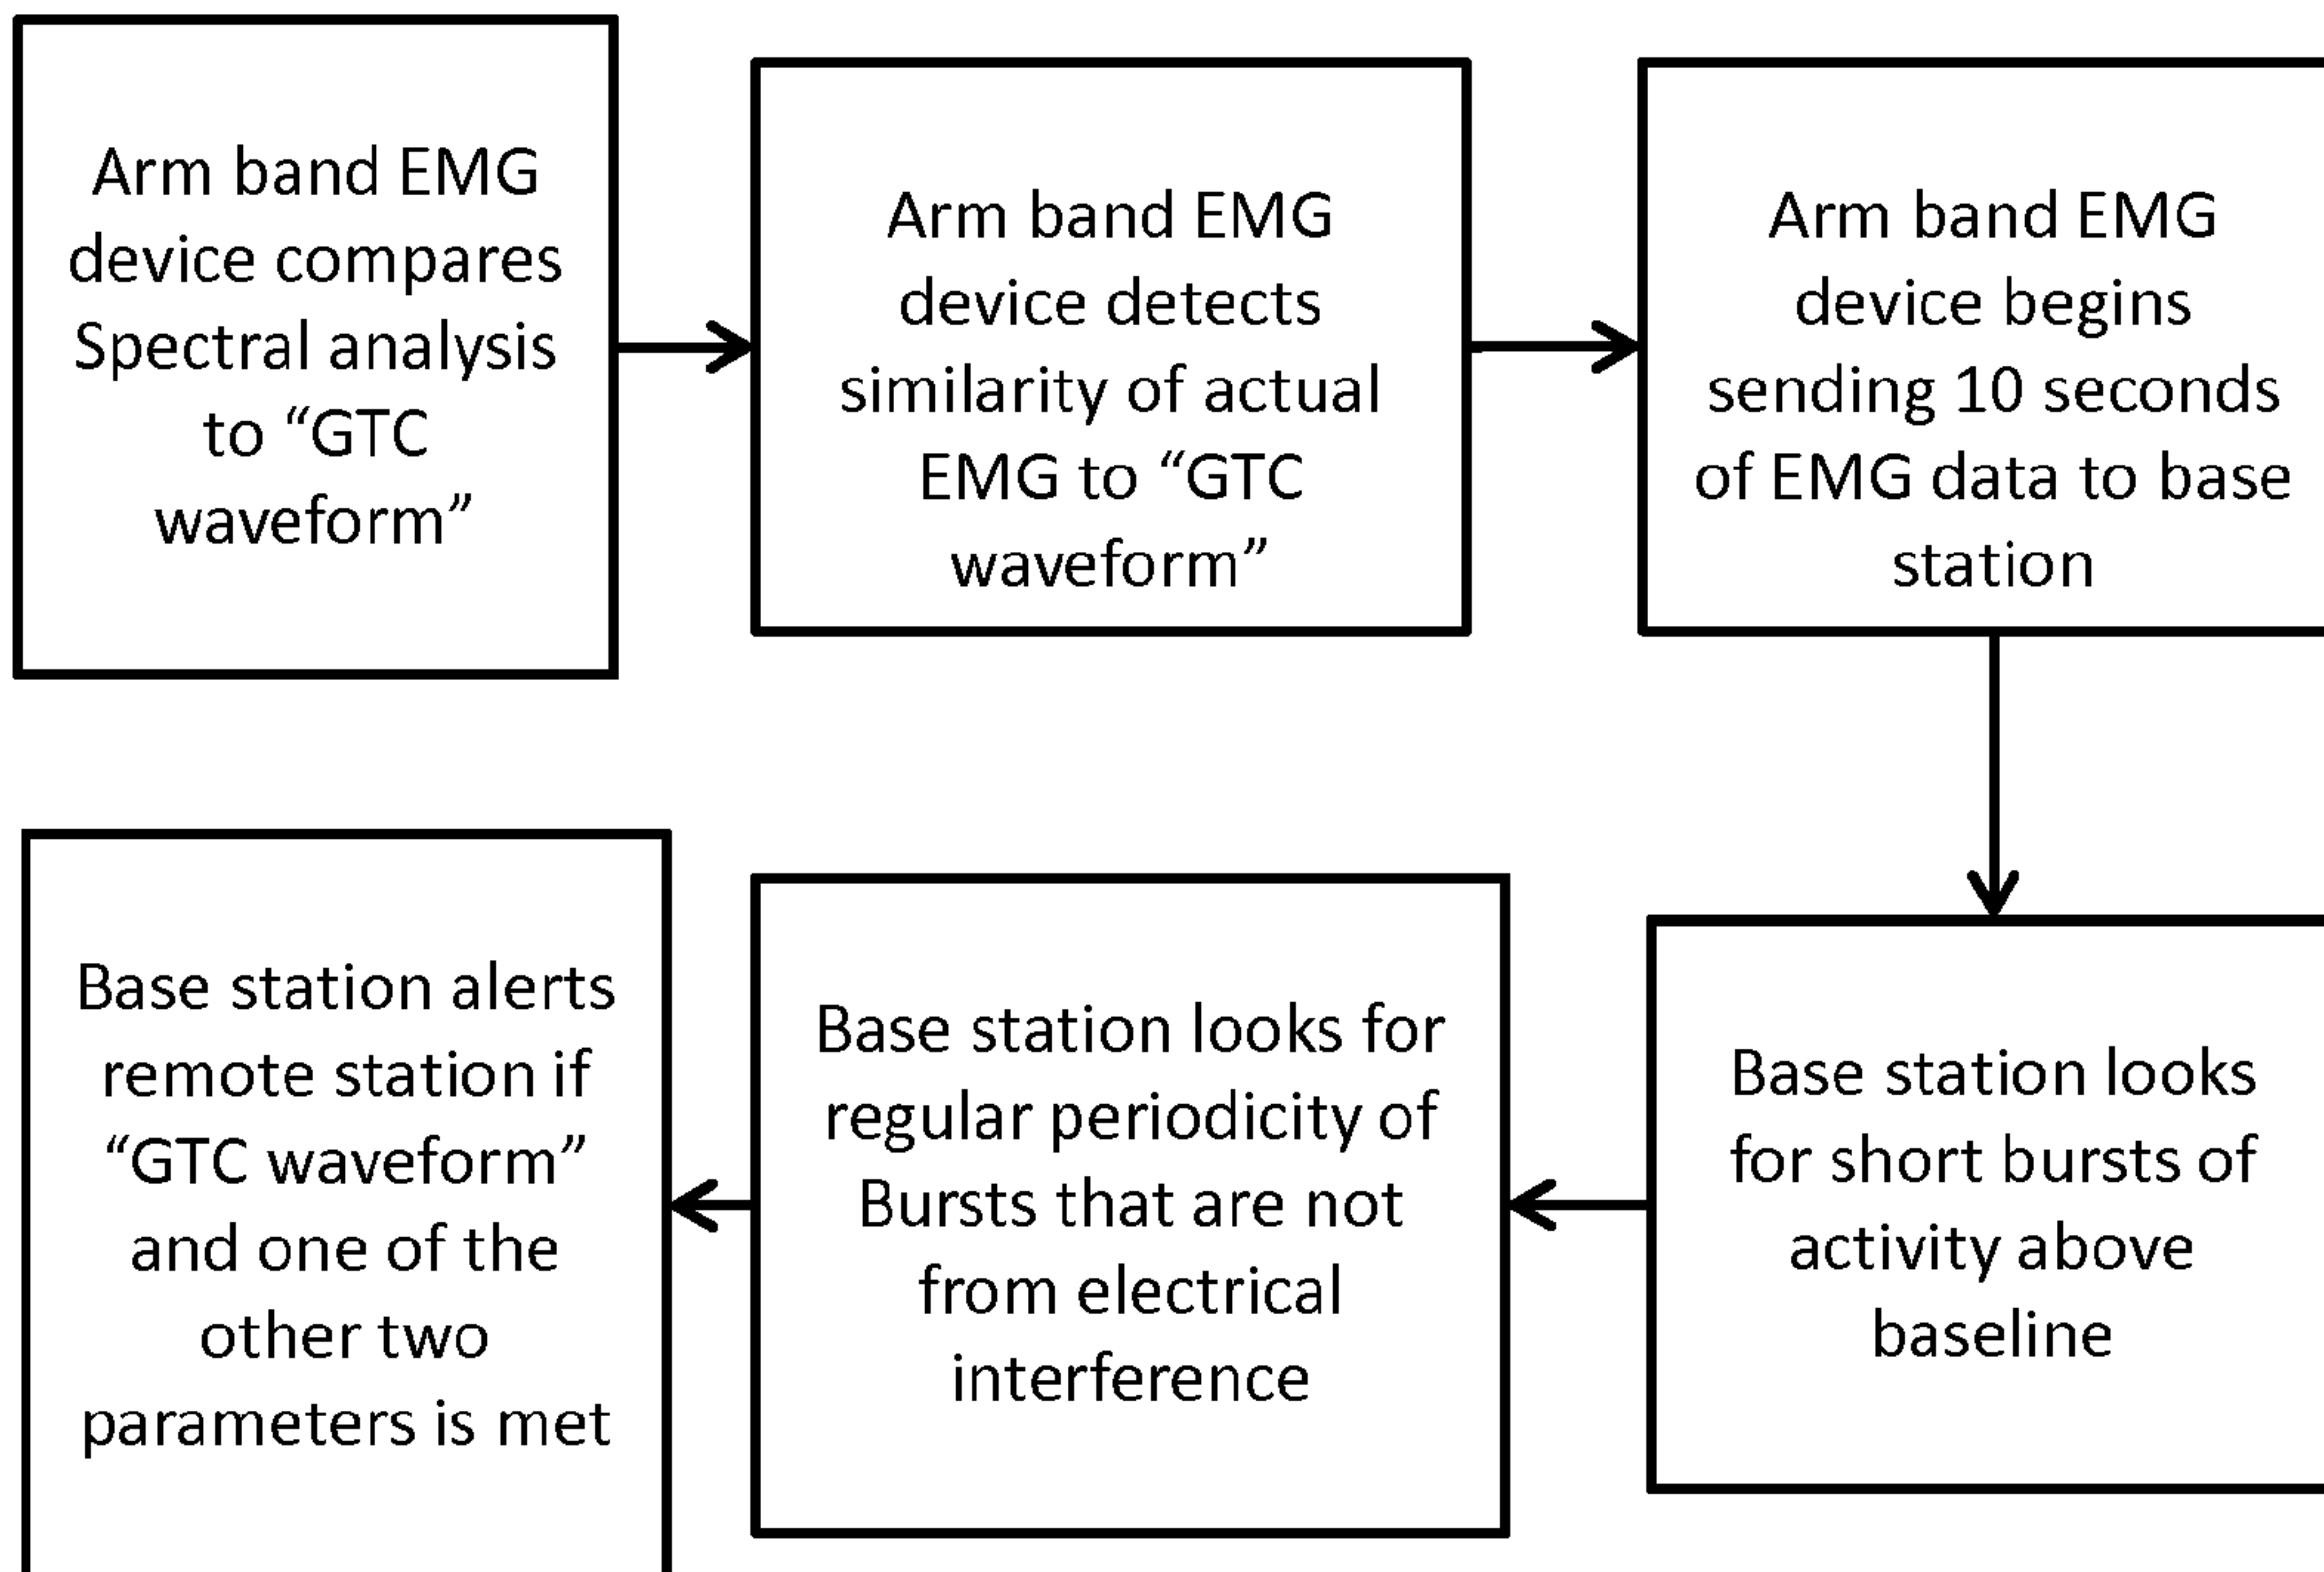 Arm band EMG
device compares
Spectral analysis
to “GTC
waveform”
Arm band EMG
device detects
similarity of actual
EMG to “GTC
waveform”
Arm band EMG
device begins
sending 10 seconds
of EMG data to base
station
Base station looks
for short bursts of
activity above
baseline
Base station looks for
regular periodicity of
Bursts that are not
from electrical
interference
Base station alerts
remote station if
“GTC waveform”
and one of the
other two
parameters is met